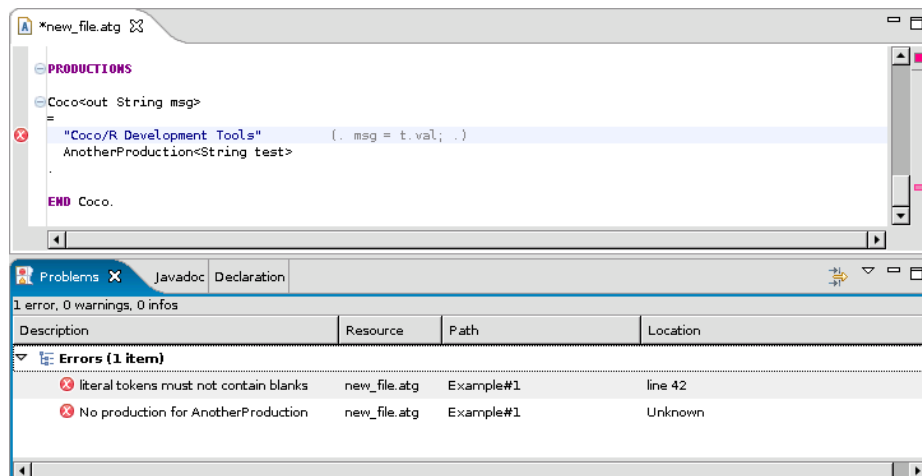 *new_file.atg
PRODUCTIONS
Coco<out String msg>
=
"Coco/R Development Tools" (. msg = t.val; .)
AnotherProduction<String test>
.
END Coco.
Problems Javadoc Declaration
1 error, 0 warnings, 0 infos
Description Resource Path Location
Errors (1 item)
literal tokens must not contain blanks new_file.atg Example#1 line 42
No production for AnotherProduction new_file.atg Example#1 Unknown